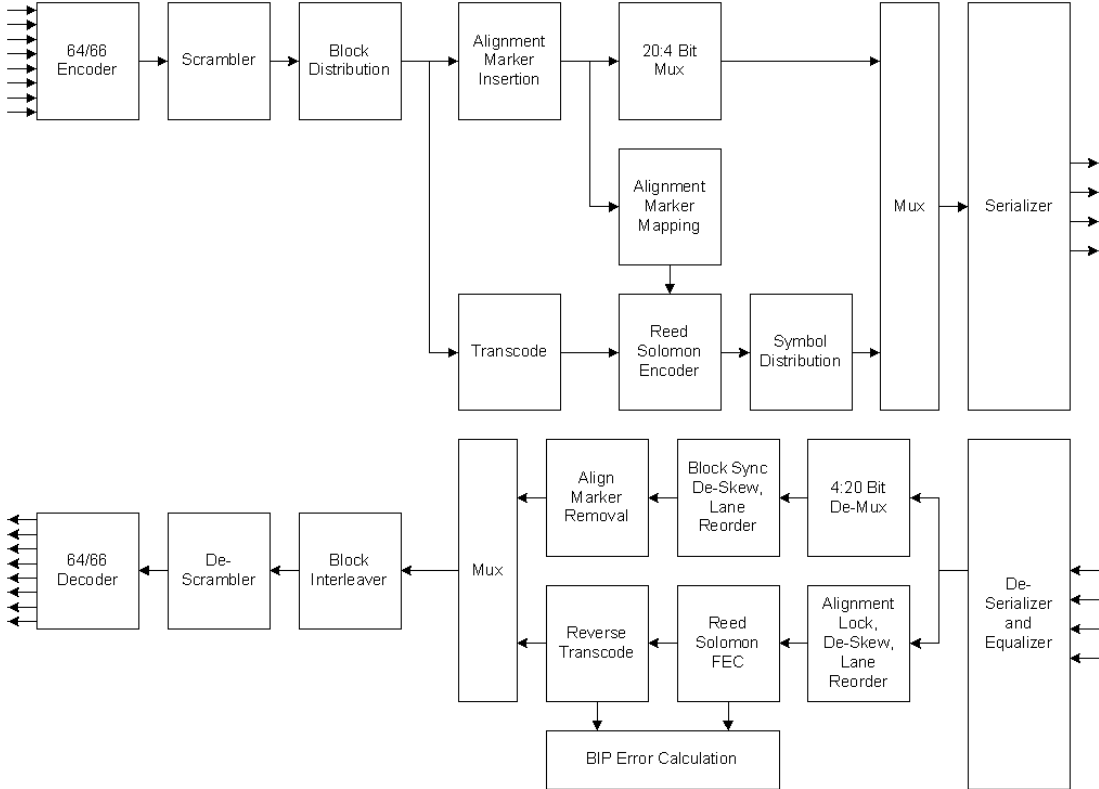 64/66
Encoder
Scrambler
Block
Distribution
Alignment
Marker
Insertion
20:4 Bit
Mux
Alignment
Marker
Mapping
Mux
Serializer
Transcode
Reed
Solomon
Encoder
Symbol
Distribution
64/66
Decoder
De-
Scrambler
Block
Interleaver
Mux
Align
Marker
Removal
Block Sync
De-Skew,
Lane
Reorder
4:20 Bit
De-Mux
Reverse
Transcode
Reed
Solomon
FEC
Alignment
Lock,
De-Skew,
Lane
Reorder
De-
Serializer
and
Equalizer
BIP Error Calculation